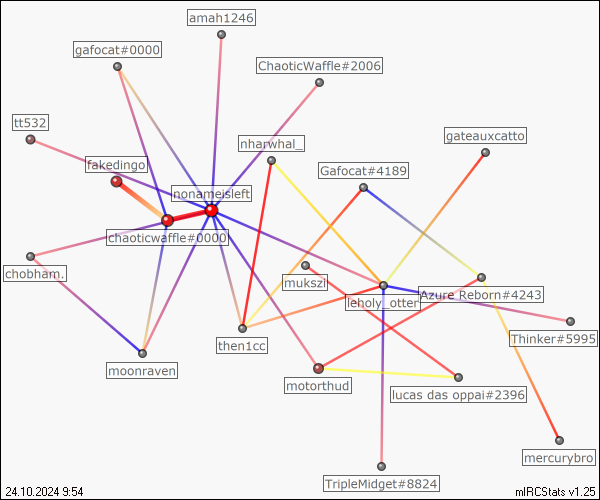 amah1246
gafocat#0000
ChaoticWaffle#2006
tt532
gateauxcatto
nharwhal_
fakedingo
Gafocat#4189
nonameisleft
chaoticwaffle#0000
chobham.
mukszi
leholy_otter
Azure_Reborn#4243
Thinker#5995
then1cc
moonraven
motorthud
lucas das oppai#2396
mercurybro
TripleMidget#8824
24.10.2024 9:54
mIRCStats v1.25